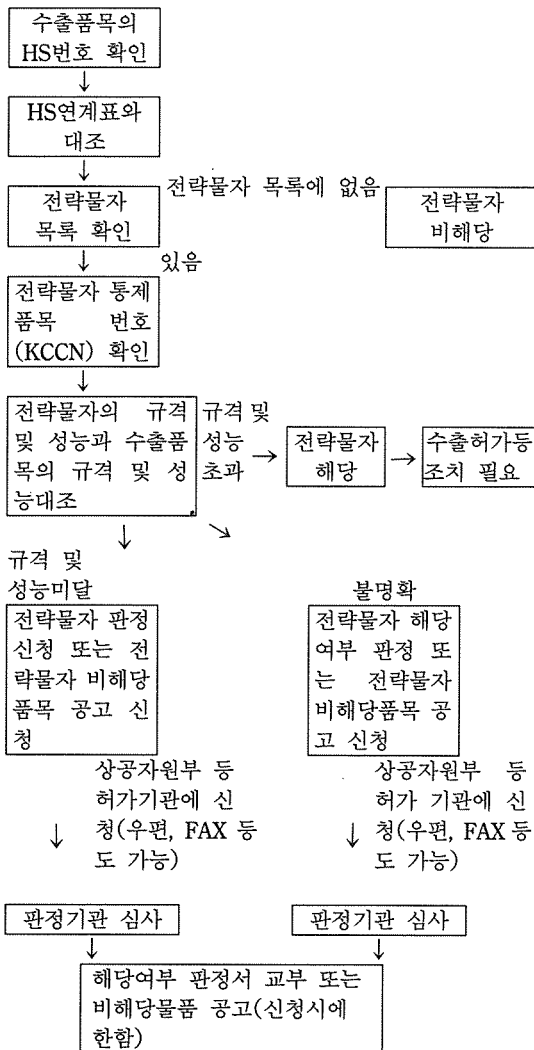 수출품목의
HS번호 확인
↓
HS연계표와
대조
↓
전략물자 목록에 없음
전략물자
목록 확인
전략물자
비해당
↓
있음
전략물자 통제
품목 번호
(KCCN) 확인
↓
전략물자의 규격
및 성능과 수출품
목의 규격 및 성
능대조
규격 및
성능 →
초과
전략물자
해당
→
수출허가등
조치 필요
↓ ↘
규격 및
성능미달
전략물자 판정
신청 또는 전
략물자 비해당
품목 공고 신
청
불명확
전략물자 해당
여부 판정 또
는 전략물자
비해당품목 공
고 신청
상공자원부 등
허가기관에 신
↓ 청(우편, FAX 등
도 가능)
상공자원부 등
허가 기관에 신
↓ 청(우편, FAX 등
도 가능)
판정기관 심사
판정기관 심사
↓ ↓
해당여부 판정서 교부 또는
비해당물품 공고(신청시에
한함)